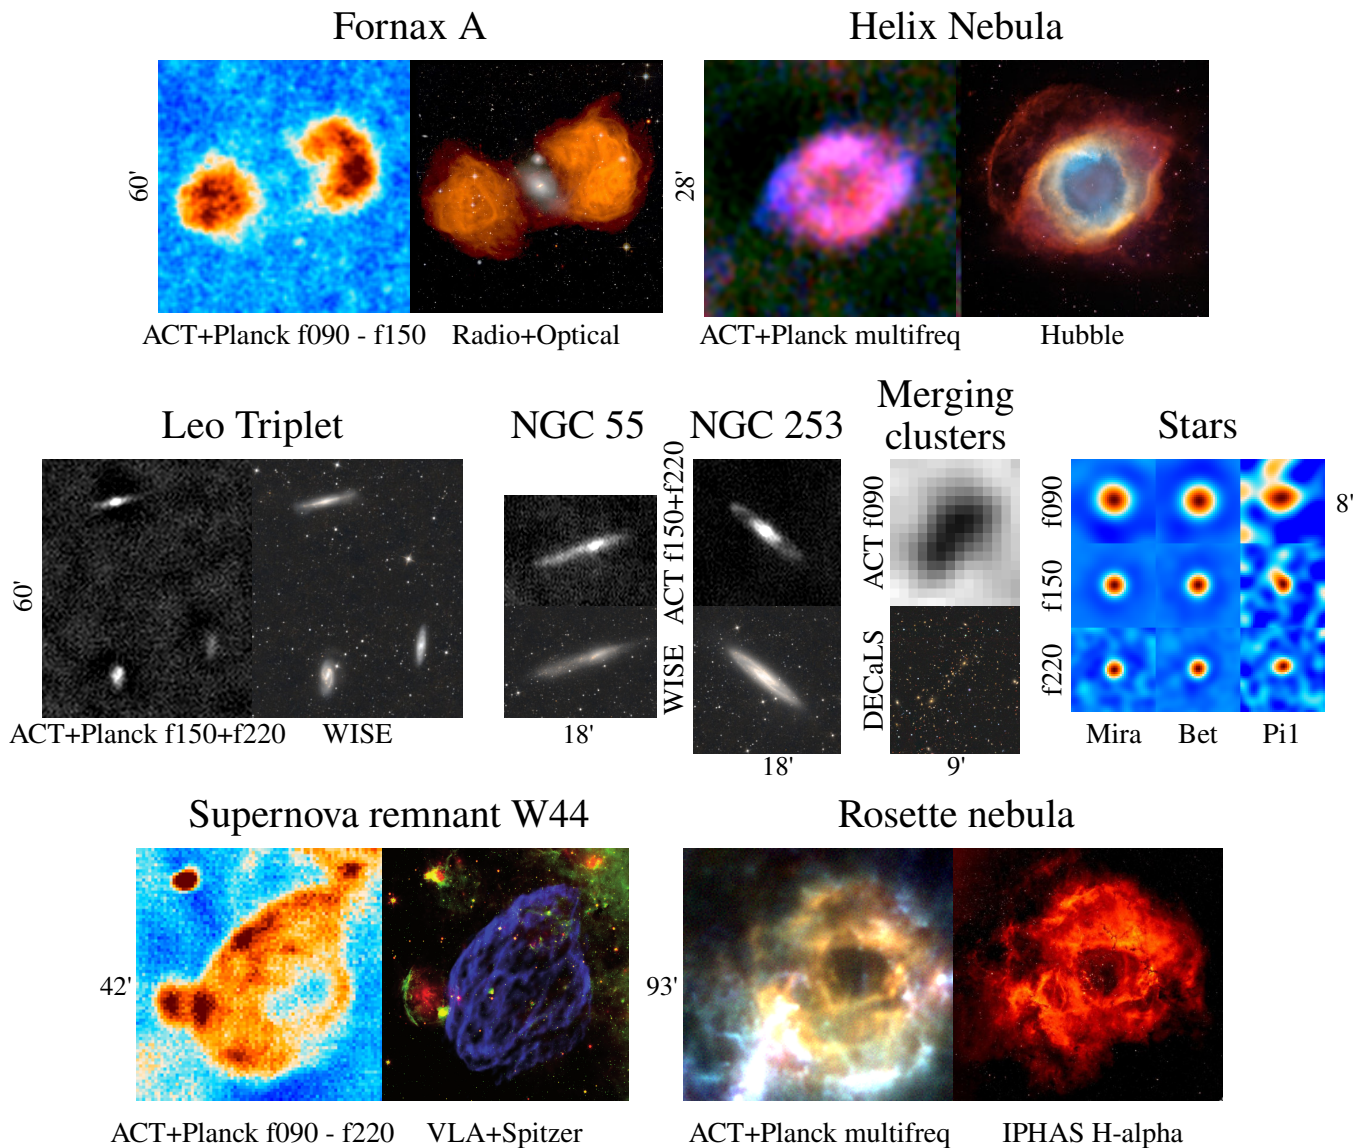 Fornax A
Helix Nebula
60'
28'
ACT+Planck f090 - f150
Radio+Optical
ACT+Planck multifreq
Hubble
Leo Triplet
NGC 55
NGC 253
Merging
clusters
Stars
60'
ACT f150+f220
WISE
ACT f090
DECaLS
f090
f150
f220
8'
ACT+Planck f150+f220
WISE
18'
18'
9'
Mira
Bet
Pi1
Supernova remnant W44
Rosette nebula
42'
93'
ACT+Planck f090 - f220
VLA+Spitzer
ACT+Planck multifreq
IPHAS H-alpha